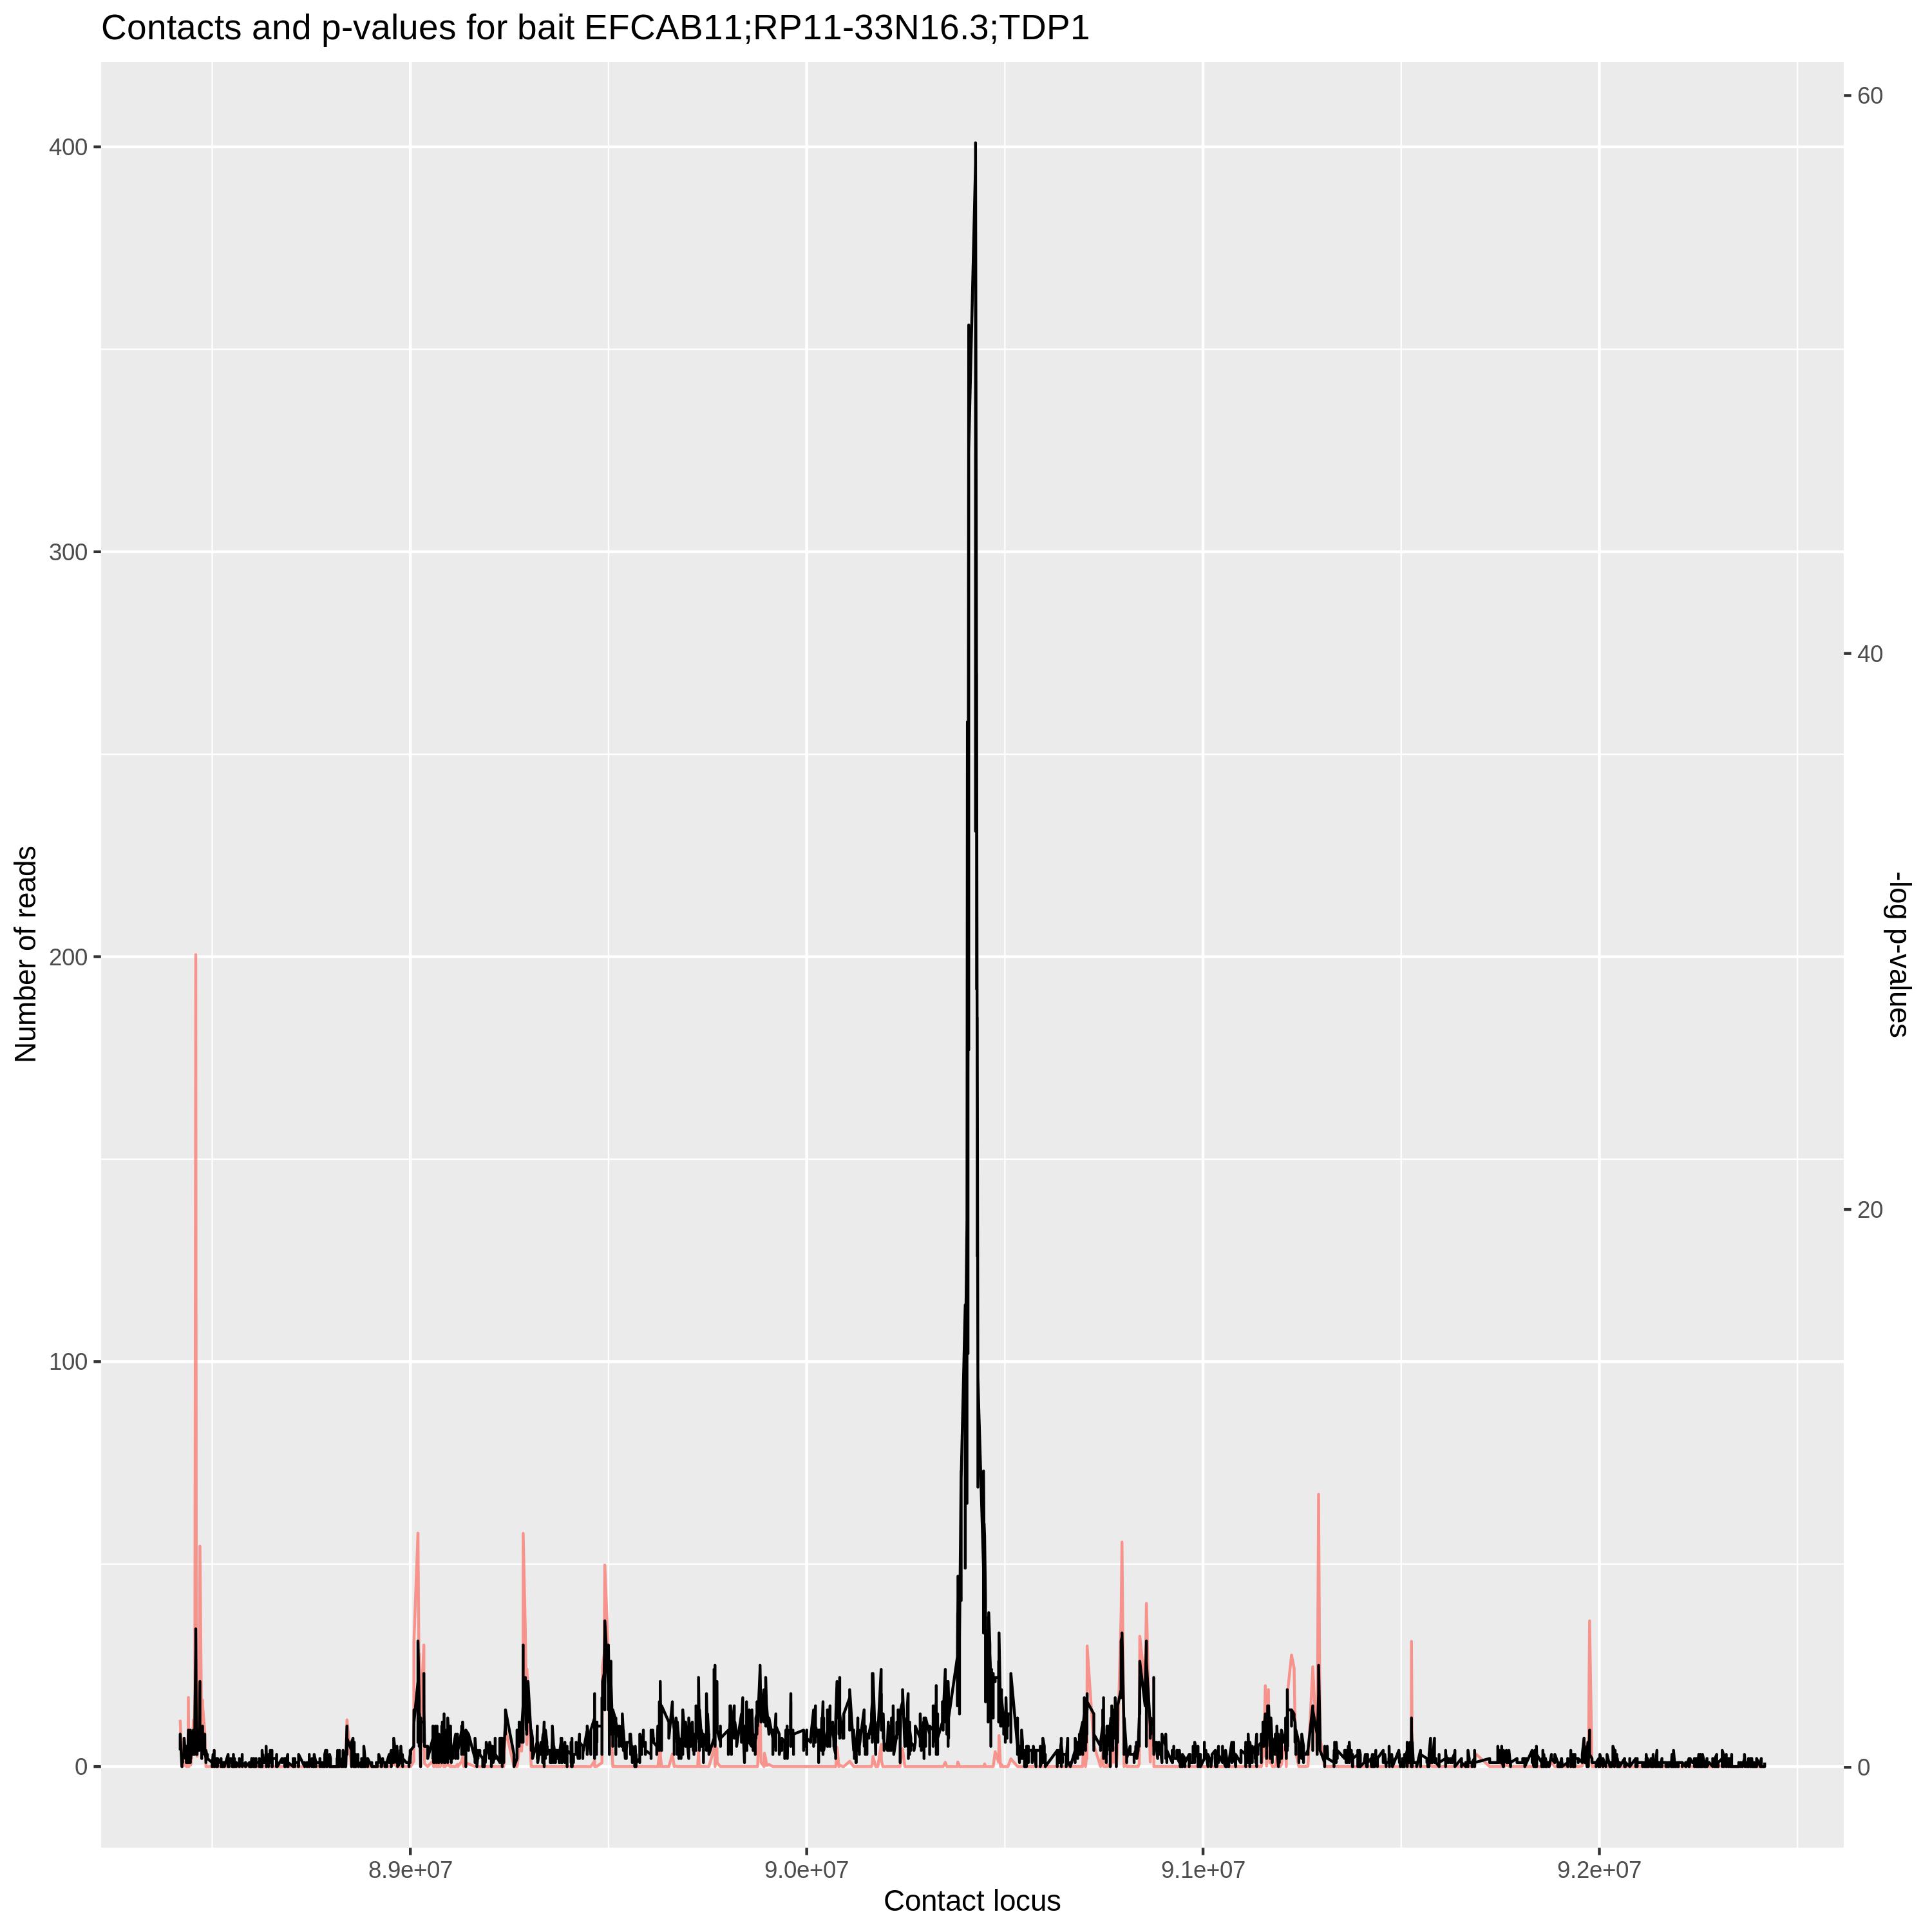 Contacts and p-values for bait EFCAB11;RP11-33N16.3;TDP1
400
300
200
100
0
Number of reads
60
40
20
0
-log p-values
8.9e+07 9.0e+07 9.1e+07 9.2e+07
Contact locus